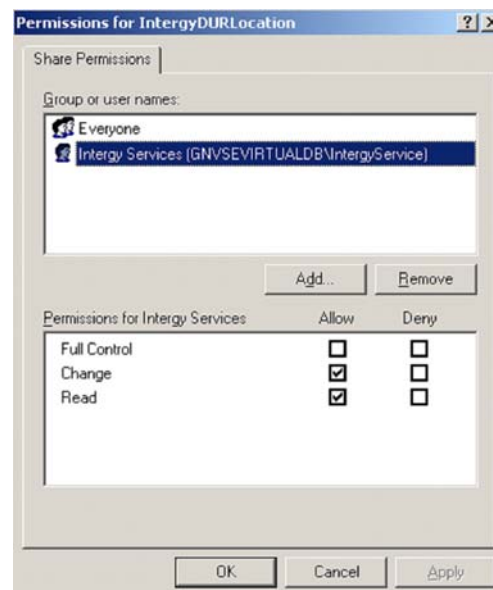 Permissions for IntergyDURLocation
Share Permissions
Group or user names:
Everyone
Intergy Services (GNVSEVIRTUALDB\IntergyService)
Add... Remove
Permissions for Intergy Services Allow Deny
Full Control
Change
Read
OK Cancel Apply